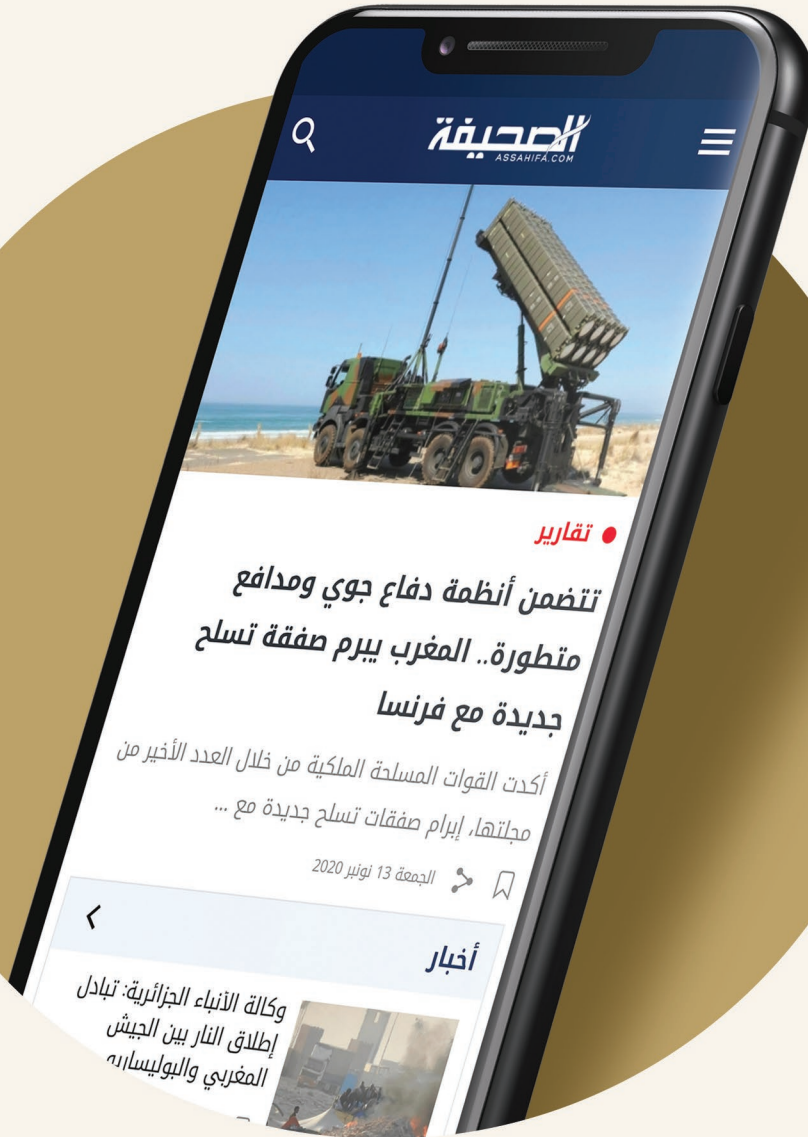 الصحيفة
ASSAHIFA.COM
تقارير
تتضمن أنظمة دفاع جوي ومدافع
متطورة.. المغرب يبرم صفقة تسلح
جديدة مع فرنسا
أكدت القوات المسلحة الملكية من خلال العدد الأخير من
مجلتها، إبرام صفقات تسلح جديدة مع ...
الجمعة 13 نونبر 2020
أخبار
وكالة الأنباء الجزائرية: تبادل
إطلاق النار بين الجيش
المغربي والبوليساريو